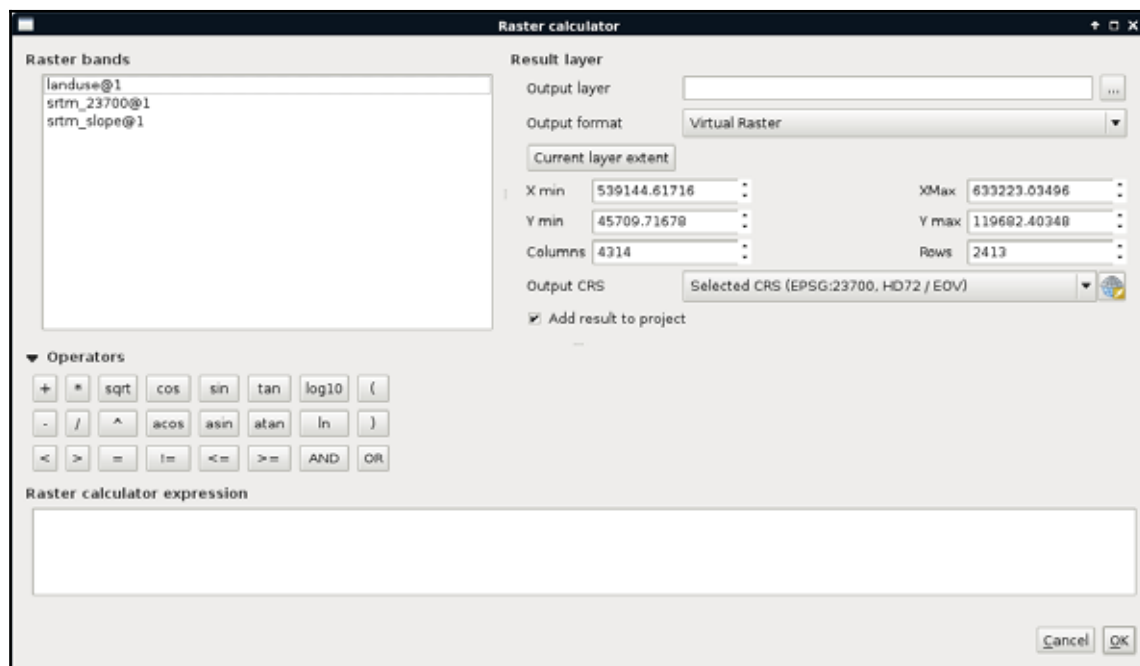 Raster calculator
Raster bands
landuse@1
srtm_23700@1
srtm_slope@1
Result layer
Output layer
...
Output format Virtual Raster
Current layer extent
X min 539144.61716 XMax 633223.03496
Y min 45709.71678 Y max 119682.40348
Columns 4314 Rows 2413
Output CRS Selected CRS (EPSG:23700, HD72 / EOV)
Add result to project
Operators
+ * sqrt cos sin tan log10 (
- / ^ acos asin atan ln )
< > = != <= >= AND OR
Raster calculator expression
Cancel OK